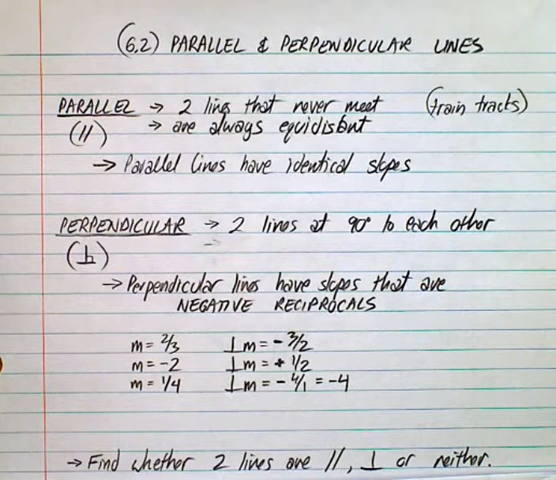 (6.2) PARALLEL & PERPENDICULAR LINES
PARALLEL → 2 lines that never meet (train tracks)
(//) → are always equidistant
→ Parallel lines have identical slopes
PERPENDICULAR → 2 lines at 90° to each other
(⊥)
→ Perpendicular lines have slopes that are
NEGATIVE RECIPROCALS
m = 2/3 ⊥m = - 3/2
m = -2 ⊥m = + 1/2
m = 1/4 ⊥m = - 4/1 = -4
→ Find whether 2 lines are //, ⊥ or neither.